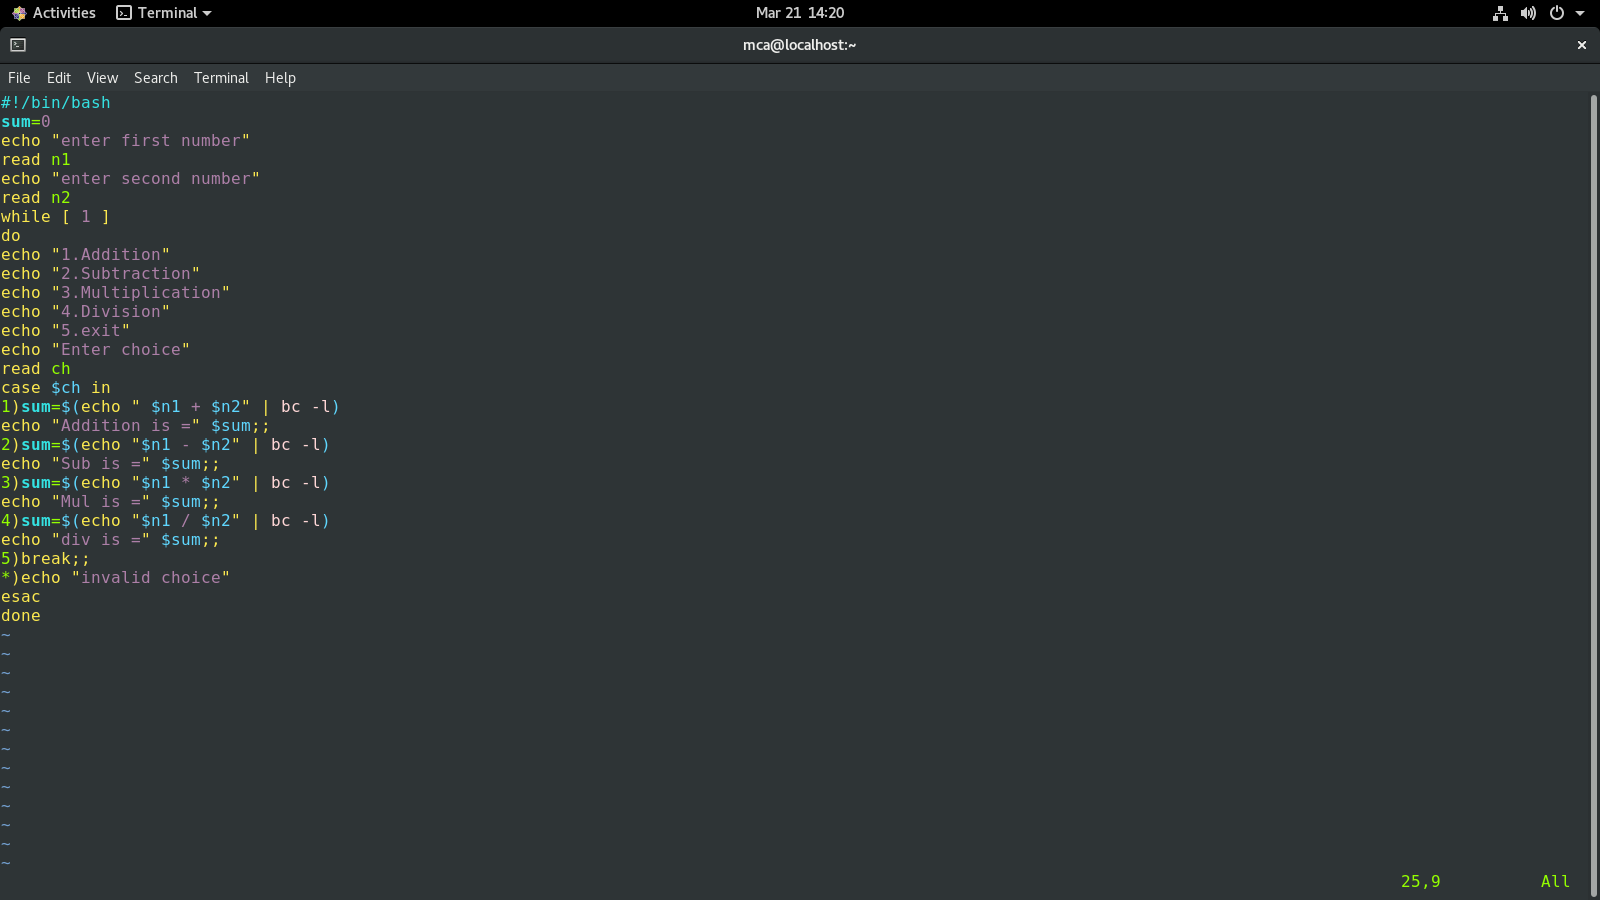 Activities Terminal Mar 21 14:20
mca@localhost:~ ×
File Edit View Search Terminal Help
#!/bin/bash
sum=0
echo "enter first number"
read n1
echo "enter second number"
read n2
while [ 1 ]
do
echo "1.Addition"
echo "2.Subtraction"
echo "3.Multiplication"
echo "4.Division"
echo "5.exit"
echo "Enter choice"
read ch
case $ch in
1)sum=$(echo " $n1 + $n2" | bc -l)
echo "Addition is =" $sum;;
2)sum=$(echo "$n1 - $n2" | bc -l)
echo "Sub is =" $sum;;
3)sum=$(echo "$n1 * $n2" | bc -l)
echo "Mul is =" $sum;;
4)sum=$(echo "$n1 / $n2" | bc -l)
echo "div is =" $sum;;
5)break;;
*)echo "invalid choice"
esac
done
~
~
~
~
~
~
~
~
~
~
~
~
~
25,9 All